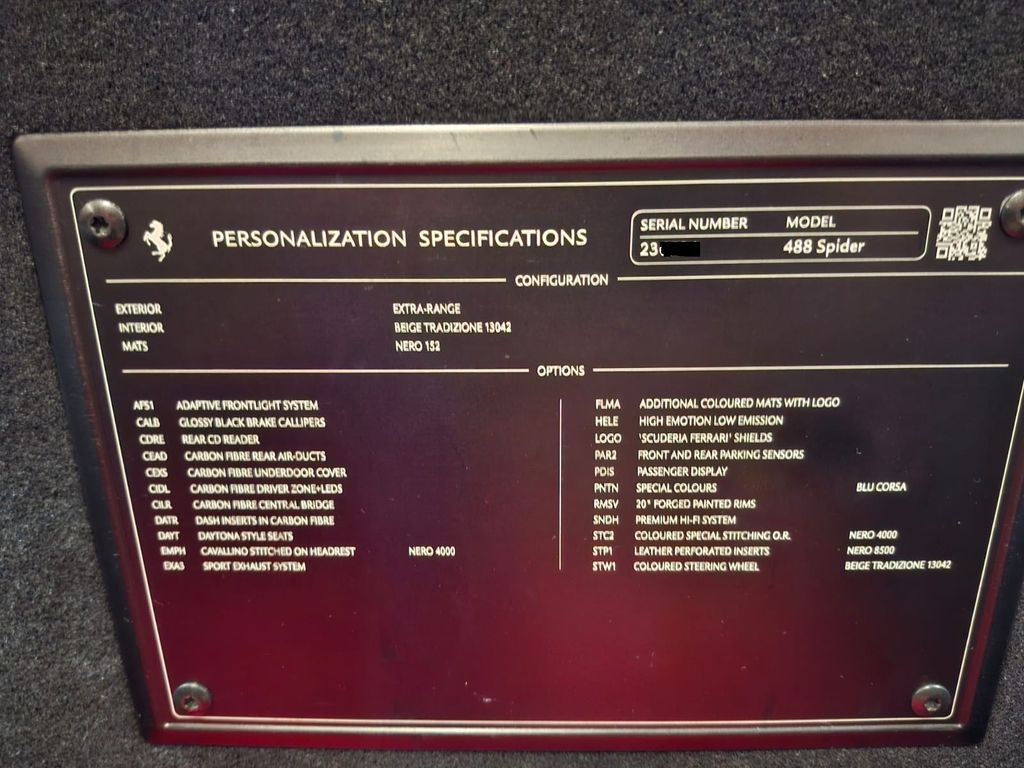 PERSONALIZATION SPECIFICATIONS
SERIAL NUMBER MODEL
23 488 Spider
CONFIGURATION
EXTERIOR EXTRA-RANGE
INTERIOR BEIGE TRADIZIONE 13042
MATS NERO 152
OPTIONS
AFS1 ADAPTIVE FRONTLIGHT SYSTEM
CALB GLOSSY BLACK BRAKE CALLIPERS
CDRE REAR CD READER
CEAD CARBON FIBRE REAR AIR-DUCTS
CEXS CARBON FIBRE UNDERDOOR COVER
CIDL CARBON FIBRE DRIVER ZONE+LEDS
CILR CARBON FIBRE CENTRAL BRIDGE
DATR DASH INSERTS IN CARBON FIBRE
DAYT DAYTONA STYLE SEATS
EMPH CAVALLINO STITCHED ON HEADREST NERO 4000
EXA3 SPORT EXHAUST SYSTEM
FLMA ADDITIONAL COLOURED MATS WITH LOGO
HELE HIGH EMOTION LOW EMISSION
LOGO 'SCUDERIA FERRARI' SHIELDS
PAR2 FRONT AND REAR PARKING SENSORS
PDIS PASSENGER DISPLAY
PNTN SPECIAL COLOURS BLU CORSA
RMSV 20" FORGED PAINTED RIMS
SNDH PREMIUM HI-FI SYSTEM
STC2 COLOURED SPECIAL STITCHING O.R. NERO 4000
STP1 LEATHER PERFORATED INSERTS NERO 8500
STW1 COLOURED STEERING WHEEL BEIGE TRADIZIONE 13042